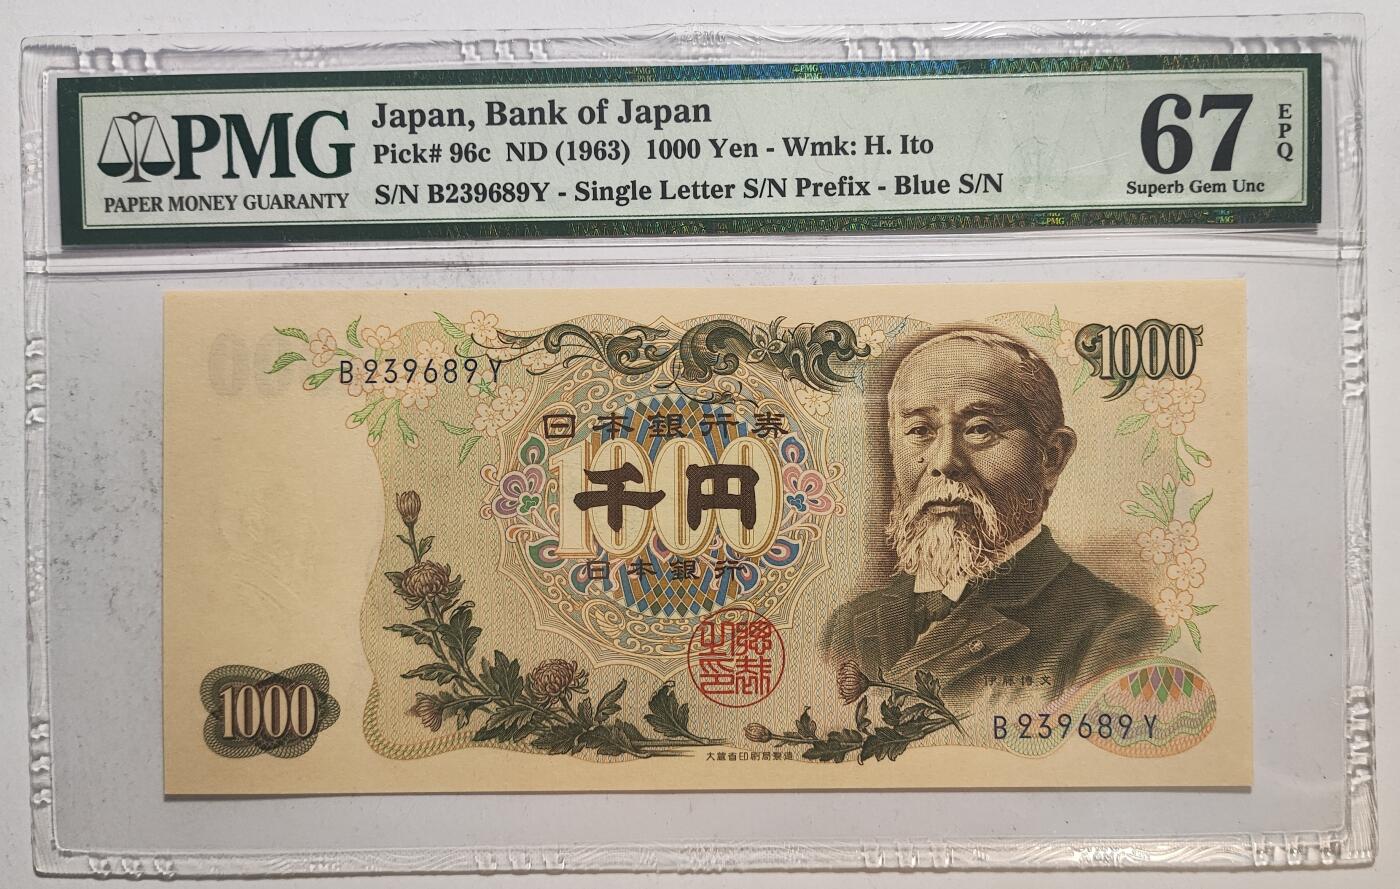 PMG
PAPER MONEY GUARANTY
Japan, Bank of Japan
Pick# 96c ND (1963) 1000 Yen - Wmk: H. Ito
S/N B239689Y - Single Letter S/N Prefix - Blue S/N
67
EPQ
Superb Gem Unc
1000
B239689Y
日本銀行券
1000
千円
日本銀行
伊藤博文
B239689Y
1000
大蔵省印刷局製造